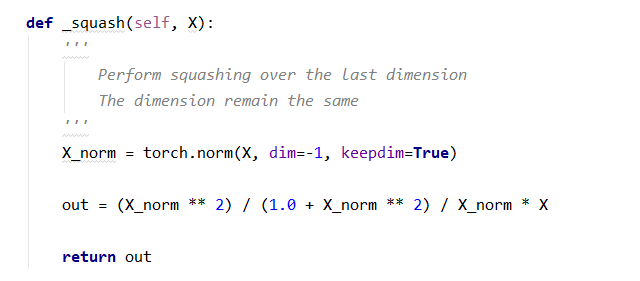 def _squash(self, X):
'''
Perform squashing over the last dimension
The dimension remain the same
'''
X_norm = torch.norm(X, dim=-1, keepdim=True)
out = (X_norm ** 2) / (1.0 + X_norm ** 2) / X_norm * X
return out